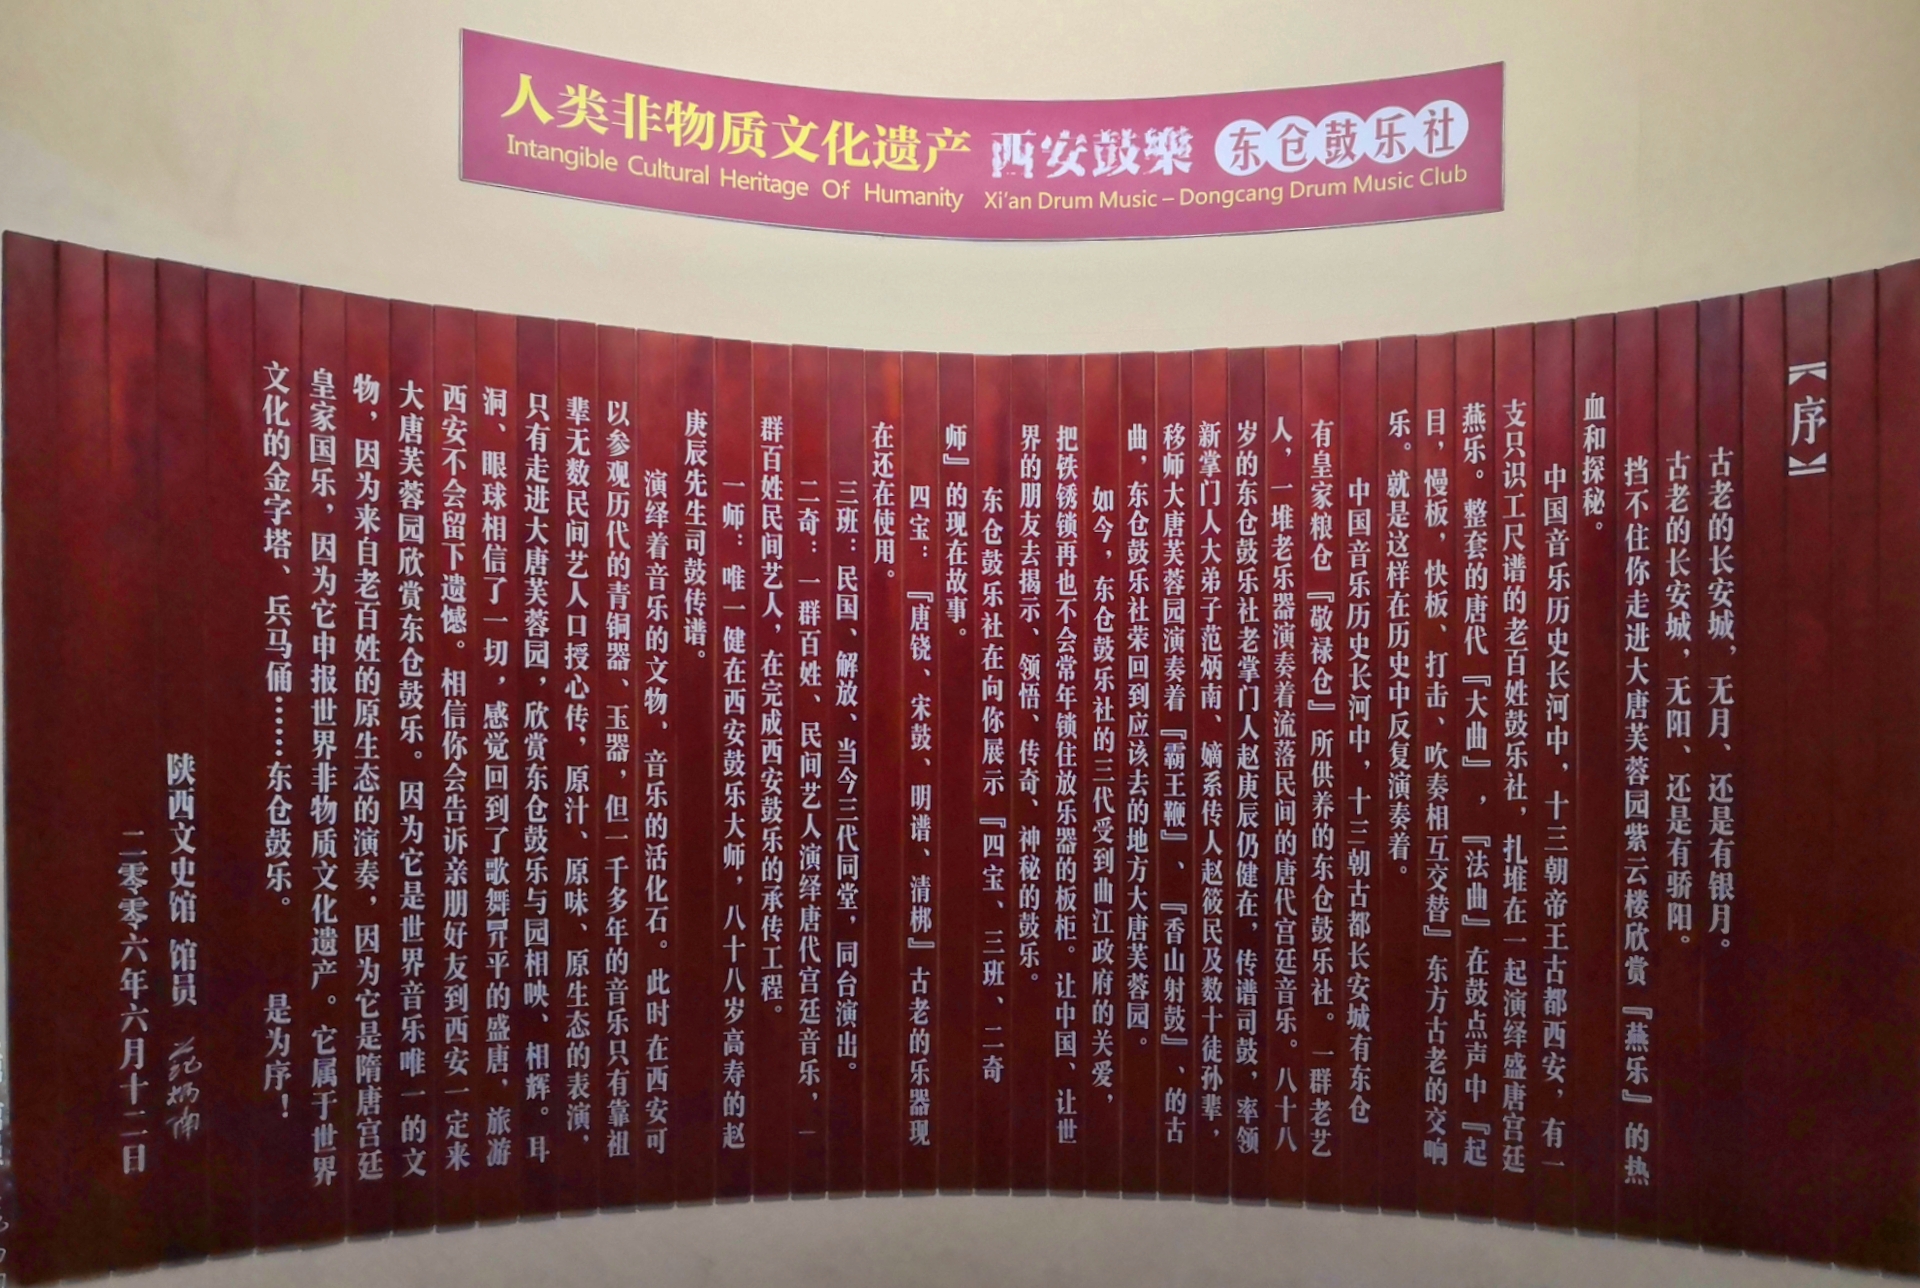 人类非物质文化遗产 西安鼓樂 东仓鼓乐社
Intangible Cultural Heritage Of Humanity Xi'an Drum Music – Dongcang Drum Music Club
【序】
古老的长安城，无月、还是有银月。
古老的长安城，无阳、还是有骄阳。
挡不住你走进大唐芙蓉园紫云楼欣赏『燕乐』的热
血和探秘。
中国音乐历史长河中，十三朝帝王古都西安，有一
支只识工尺谱的老百姓鼓乐社，扎堆在一起演绎盛唐宫廷
燕乐。整套的唐代『大曲』，『法曲』在鼓点声中『起
目，慢板，快板、打击、吹奏相互交替』东方古老的交响
乐。就是这样在历史中反复演奏着。
中国音乐历史长河中，十三朝古都长安城有东仓
有皇家粮仓『敬禄仓』所供养的东仓鼓乐社。一群老艺
人，一堆老乐器演奏着流落民间的唐代宫廷音乐。八十八
岁的东仓鼓乐社老掌门人赵庚辰仍健在，传谱司鼓，率领
新掌门人大弟子范炳南、嫡系传人赵筱民及数十徒孙辈，
移师大唐芙蓉园演奏着『霸王鞭』、『香山射鼓』、的古
曲，东仓鼓乐社荣回到应该去的地方大唐芙蓉园。
如今，东仓鼓乐社的三代受到曲江政府的关爱，
把铁锈锁再也不会常年锁住放乐器的板柜。让中国、让世
界的朋友去揭示、领悟、传奇、神秘的鼓乐。
东仓鼓乐社在向你展示『四宝、三班、二奇
师』的现在故事。
四宝：『唐铙、宋鼓、明谱、清梆』古老的乐器现
在还在使用。
三班：民国、解放、当今三代同堂，同台演出。
二奇：一群百姓、民间艺人演绎唐代宫廷音乐，一
群百姓民间艺人，在完成西安鼓乐的承传工程。
一师：唯一健在西安鼓乐大师，八十八岁高寿的赵
庚辰先生司鼓传谱。
演绎着音乐的文物，音乐的活化石。此时在西安可
以参观历代的青铜器、玉器，但一千多年的音乐只有靠祖
辈无数民间艺人口授心传，原汁、原味、原生态的表演，
只有走进大唐芙蓉园，欣赏东仓鼓乐与园相映、相辉。耳
洞、眼球相信了一切，感觉回到了歌舞升平的盛唐，旅游
西安不会留下遗憾。相信你会告诉亲朋好友到西安一定来
大唐芙蓉园欣赏东仓鼓乐。因为它是世界音乐唯一的文
物，因为来自老百姓的原生态的演奏，因为它是隋唐宫廷
皇家国乐，因为它申报世界非物质文化遗产。它属于世界
文化的金字塔、兵马俑……东仓鼓乐。 是为序！
陕西文史馆 馆员 范炳南
二零零六年六月十二日